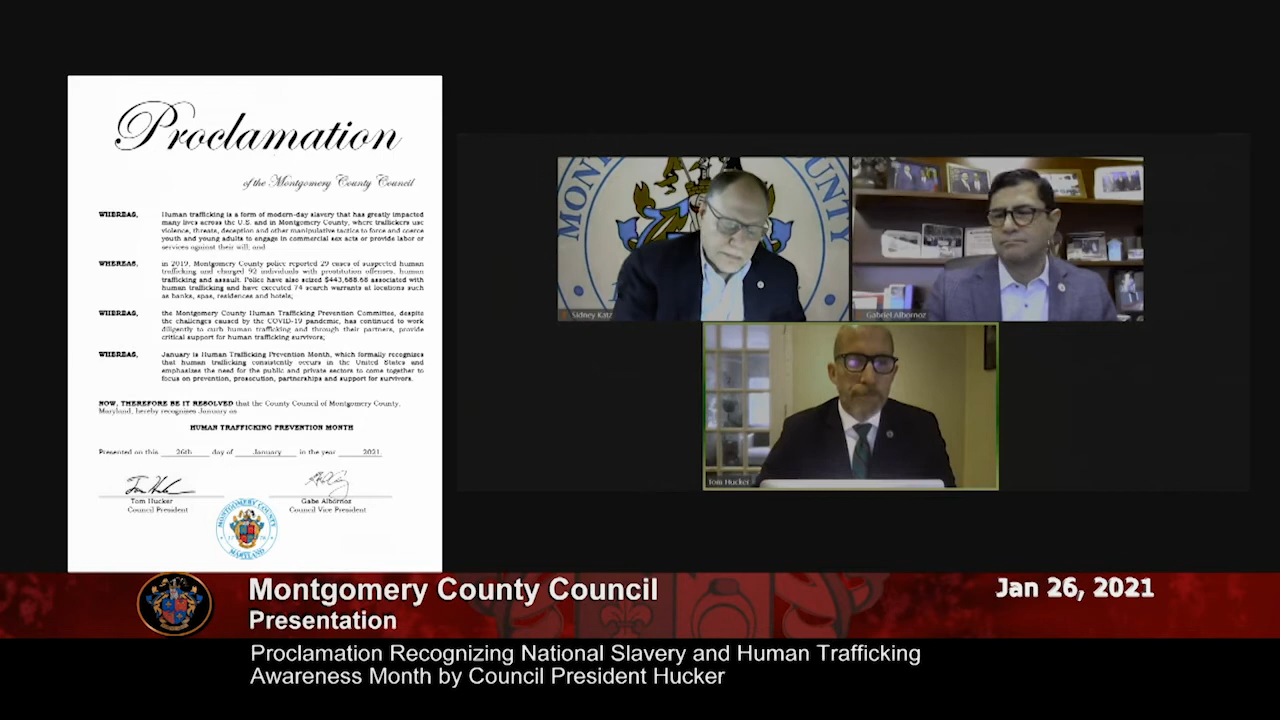 Proclamation
of the Montgomery County Council
WHEREAS, Human trafficking is a form of modern-day slavery that has greatly impacted
many lives across the U.S. and in Montgomery County, where traffickers use
violence, threats, deception and other manipulative tactics to force and coerce
youth and young adults to engage in commercial sex acts or provide labor or
services against their will; and
WHEREAS, in 2019, Montgomery County police reported 29 cases of suspected human
trafficking and charged 92 individuals with prostitution offenses, human
trafficking and assault. Police have also seized $443,688.68 associated with
human trafficking and have executed 74 search warrants at locations such
as banks, spas, residences and hotels;
WHEREAS, the Montgomery County Human Trafficking Prevention Committee, despite
the challenges caused by the COVID-19 pandemic, has continued to work
diligently to curb human trafficking and through their partners, provide
critical support for human trafficking survivors;
WHEREAS, January is Human Trafficking Prevention Month, which formally recognizes
that human trafficking consistently occurs in the United States and
emphasizes the need for the public and private sectors to come together to
focus on prevention, prosecution, partnerships and support for survivors.
NOW, THEREFORE BE IT RESOLVED that the County Council of Montgomery County,
Maryland, hereby recognizes January as
HUMAN TRAFFICKING PREVENTION MONTH
Presented on this 26th day of January in the year 2021.
Tom Hucker Gabe Albornoz
Council President Council Vice President
MONTGOMERY COUNTY
MARYLAND
MON UNTY
Sidney Katz
Gabriel Albornoz
Tom Hucker
Montgomery County Council
Jan 26, 2021
Presentation
Proclamation Recognizing National Slavery and Human Trafficking
Awareness Month by Council President Hucker